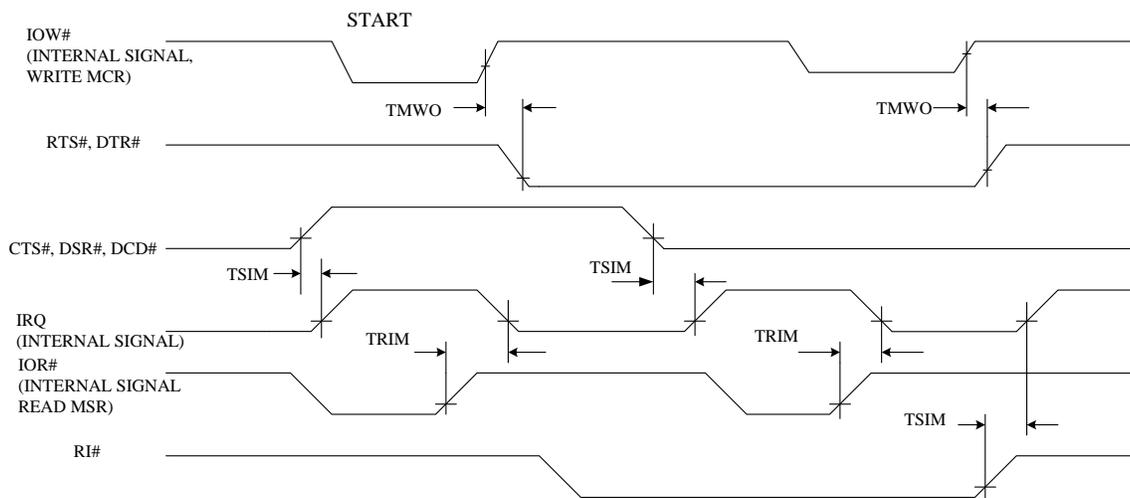 START
IOW#
(INTERNAL SIGNAL,
WRITE MCR)
TMWO
TMWO
RTS#, DTR#
CTS#, DSR#, DCD#
TSIM
TSIM
IRQ
(INTERNAL SIGNAL)
TRIM
TRIM
IOR#
(INTERNAL SIGNAL
READ MSR)
TSIM
RI#